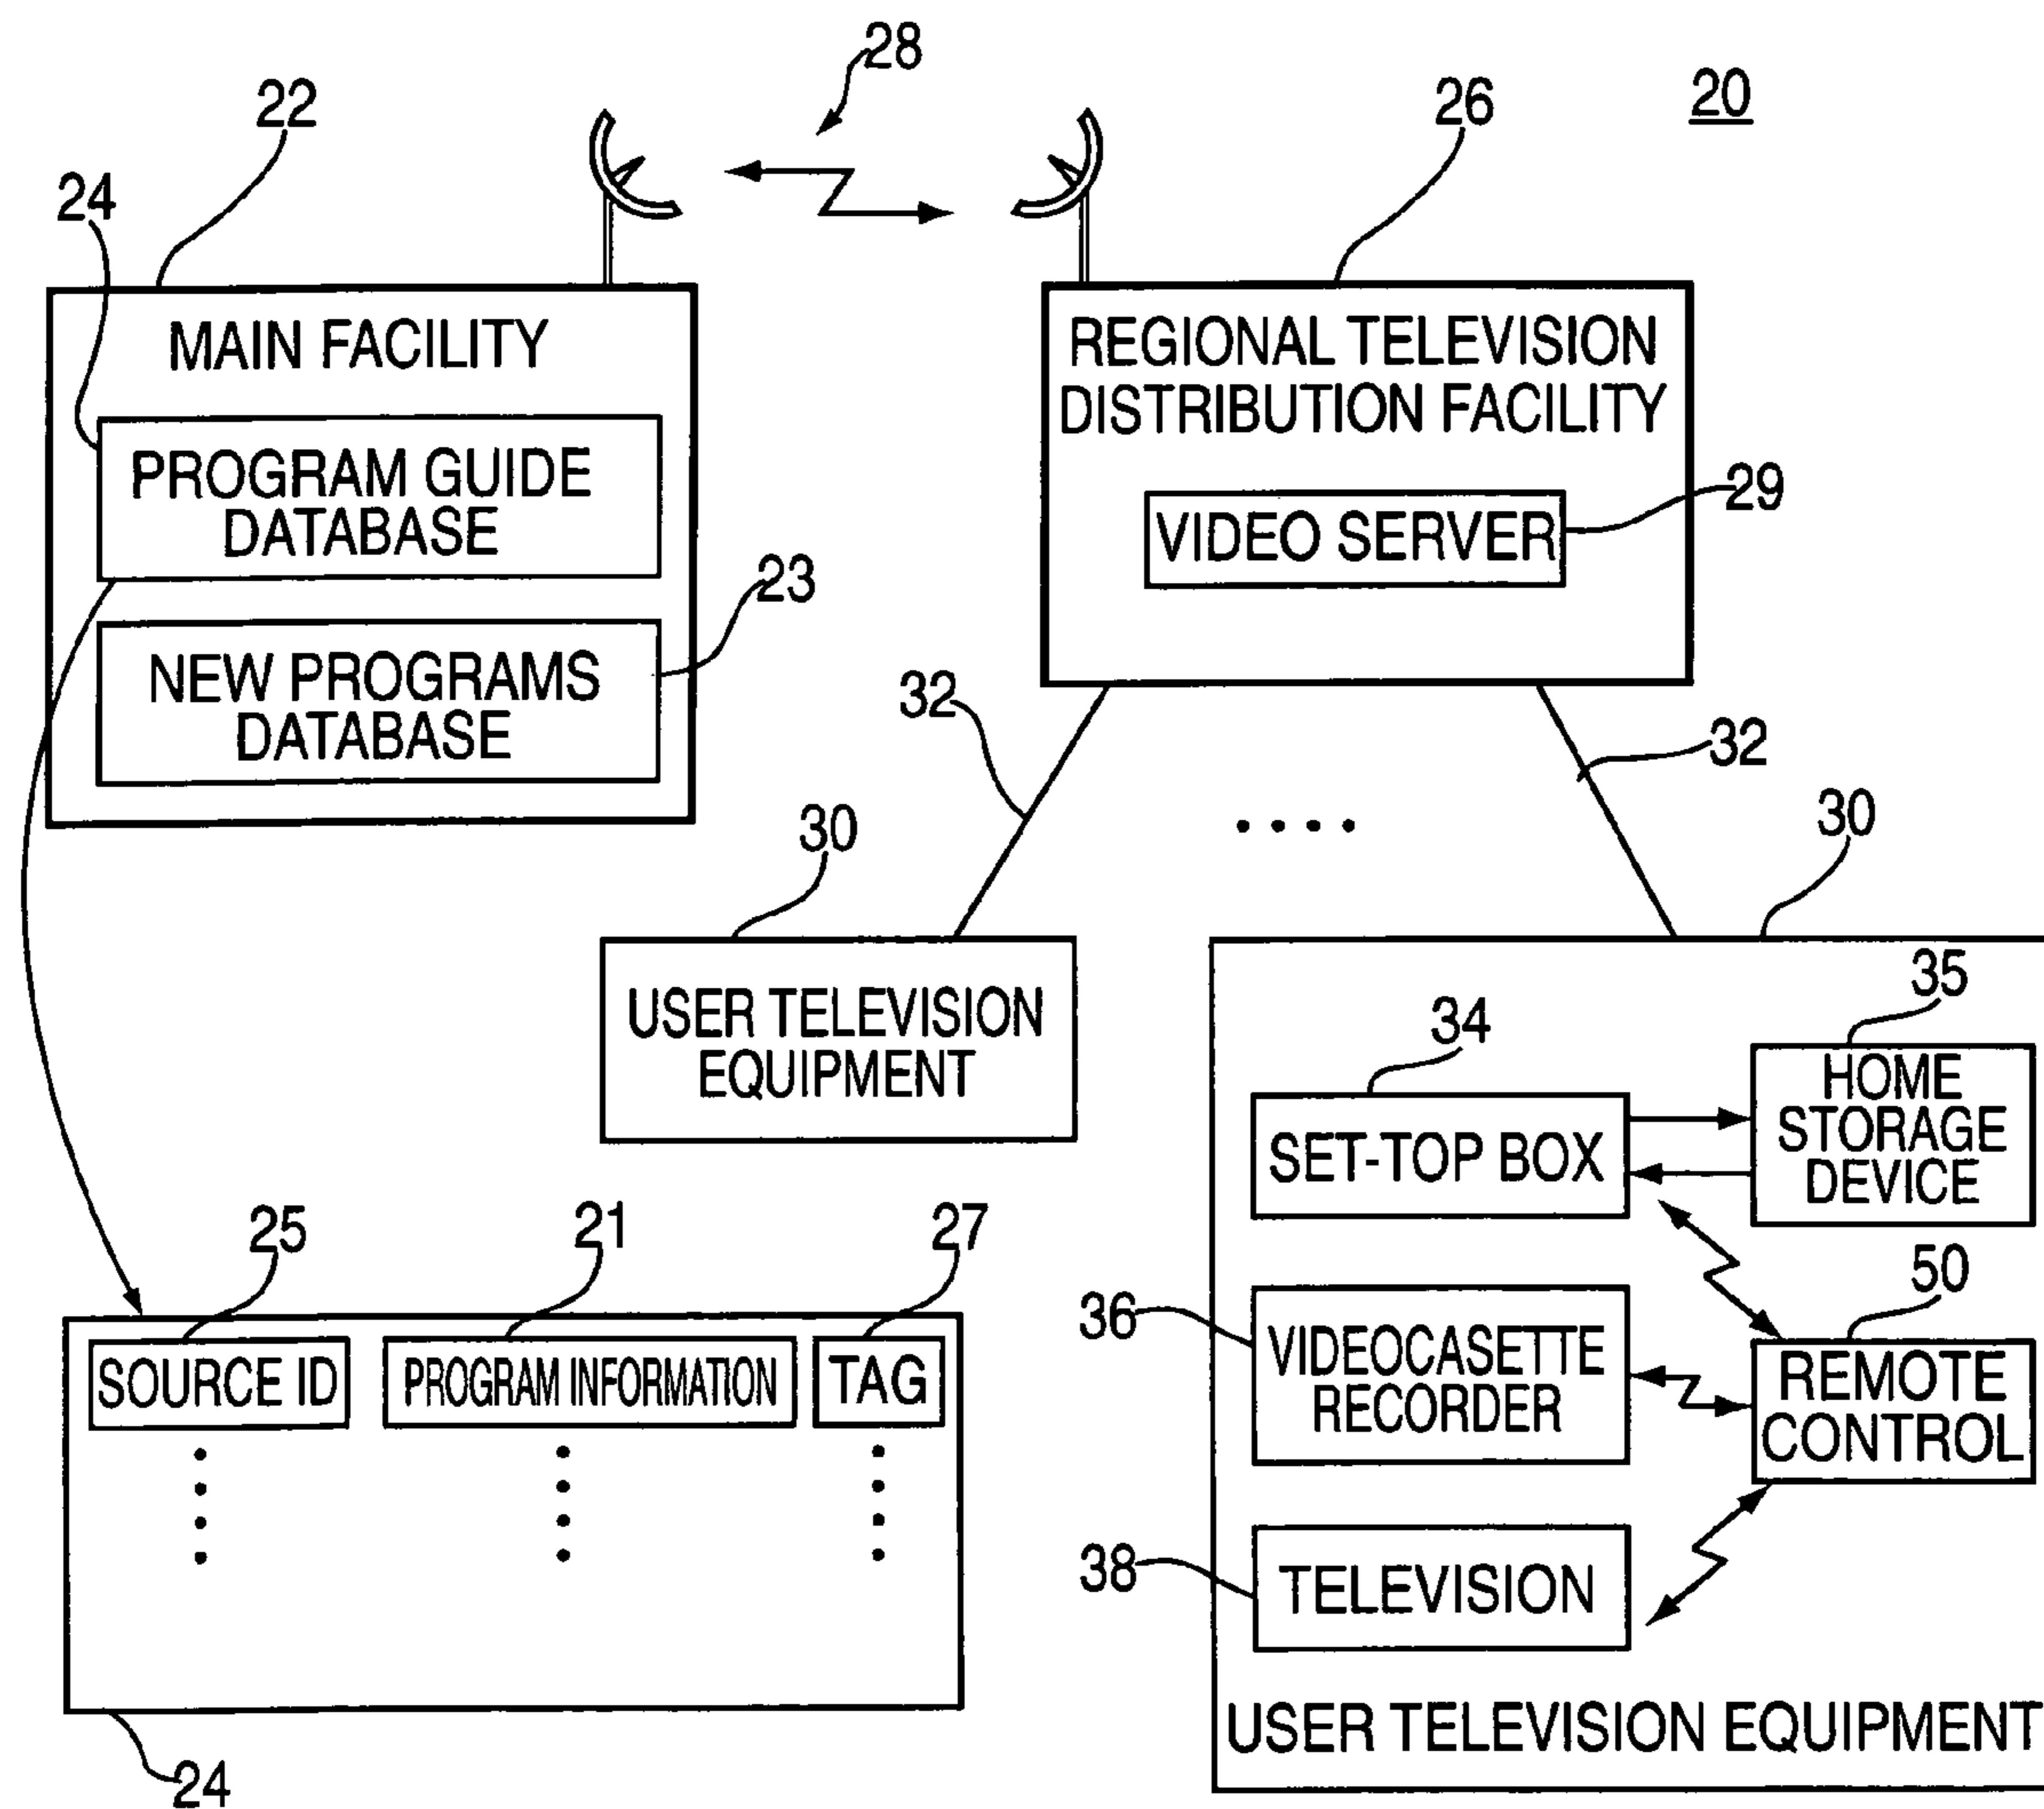 28
20
22
26
24
MAIN FACILITY
PROGRAM GUIDE
DATABASE
23
NEW PROGRAMS
DATABASE
REGIONAL TELEVISION
DISTRIBUTION FACILITY
VIDEO SERVER
29
32
32
30
30
USER TELEVISION
EQUIPMENT
35
34
SET-TOP BOX
HOME
STORAGE
DEVICE
36
VIDEOCASETTE
RECORDER
50
REMOTE
CONTROL
38
TELEVISION
USER TELEVISION EQUIPMENT
25
21
27
SOURCE ID
PROGRAM INFORMATION
TAG
24